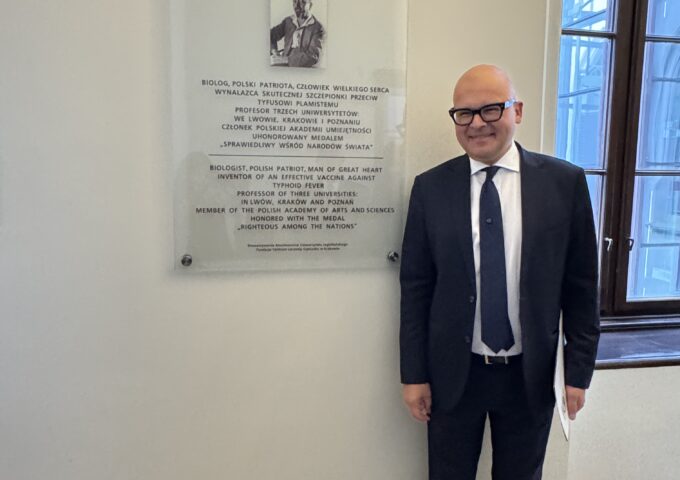 BIOLOG, POLSKI PATRIOTA, CZŁOWIEK WIELKIEGO SERCA
WYNALAZCA SKUTECZNEJ SZCZEPIONKI PRZECIW
TYFUSOWI PLAMISTEMU
PROFESOR TRZECH UNIWERSYTETÓW:
WE LWOWIE, KRAKOWIE I POZNANIU
CZŁONEK POLSKIEJ AKADEMII UMIEJĘTNOŚCI
UHONOROWANY MEDALEM
„SPRAWIEDLIWY WŚRÓD NARODÓW ŚWIATA”
BIOLOGIST, POLISH PATRIOT, MAN OF GREAT HEART
INVENTOR OF AN EFFECTIVE VACCINE AGAINST
TYPHOID FEVER
PROFESSOR OF THREE UNIVERSITIES:
IN LWÓW, KRAKÓW AND POZNAŃ
MEMBER OF THE POLISH ACADEMY OF ARTS AND SCIENCES
HONORED WITH THE MEDAL
„RIGHTEOUS AMONG THE NATIONS”